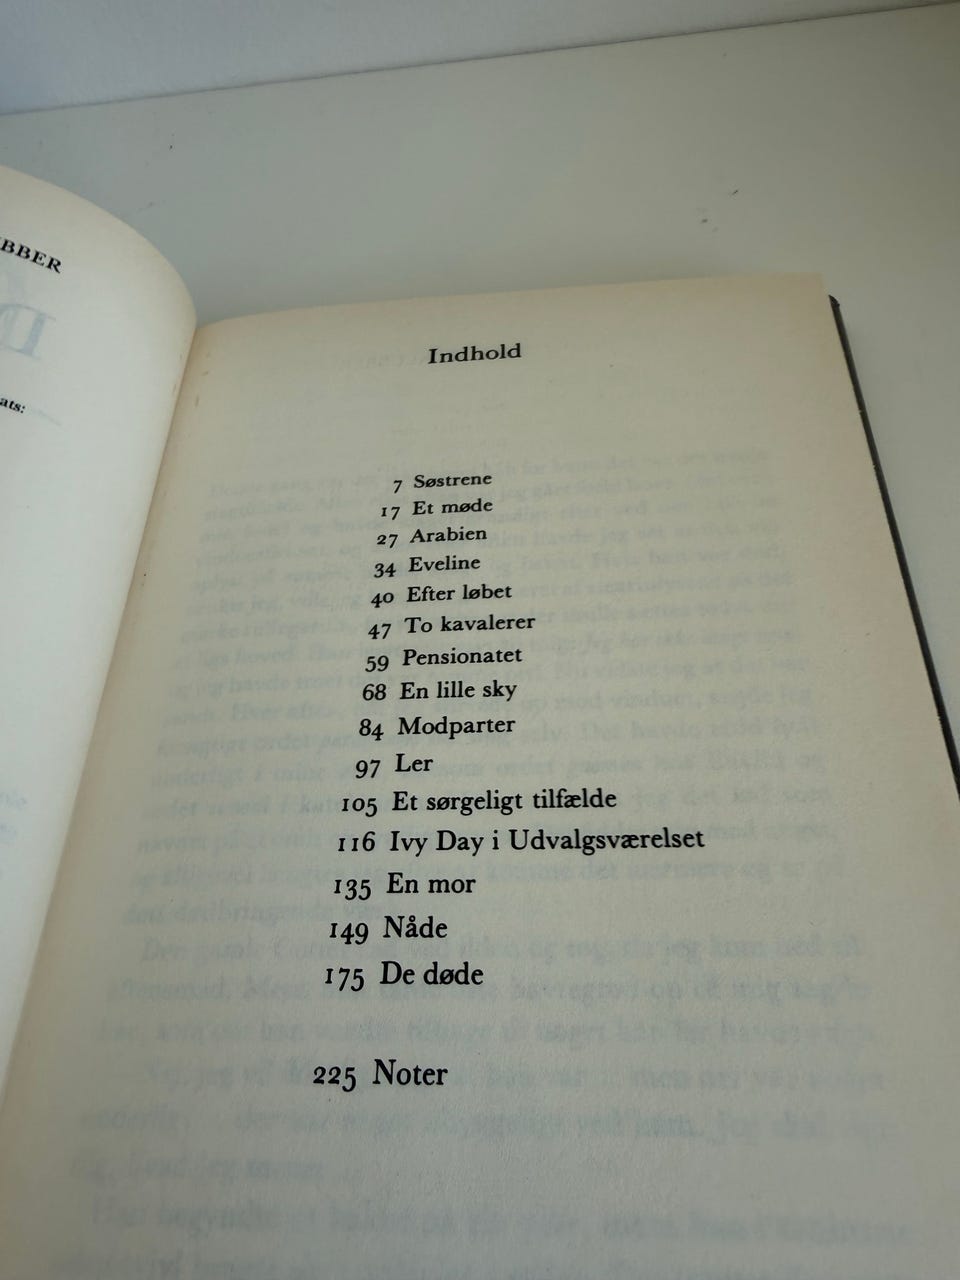 BBER
ats:
Indhold
7 Søstrene
17 Et møde
27 Arabien
34 Eveline
40 Efter løbet
47 To kavalerer
59 Pensionatet
68 En lille sky
84 Modparter
97 Ler
105 Et sørgeligt tilfælde
116 Ivy Day i Udvalgsværelset
135 En mor
149 Nåde
175 De døde
225 Noter